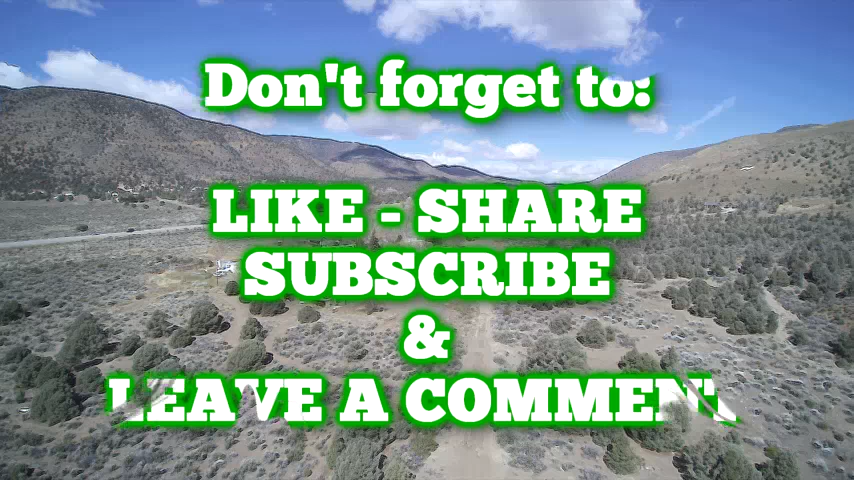 Don't forget to:
LIKE - SHARE
SUBSCRIBE
&
LEAVE A COMMENT